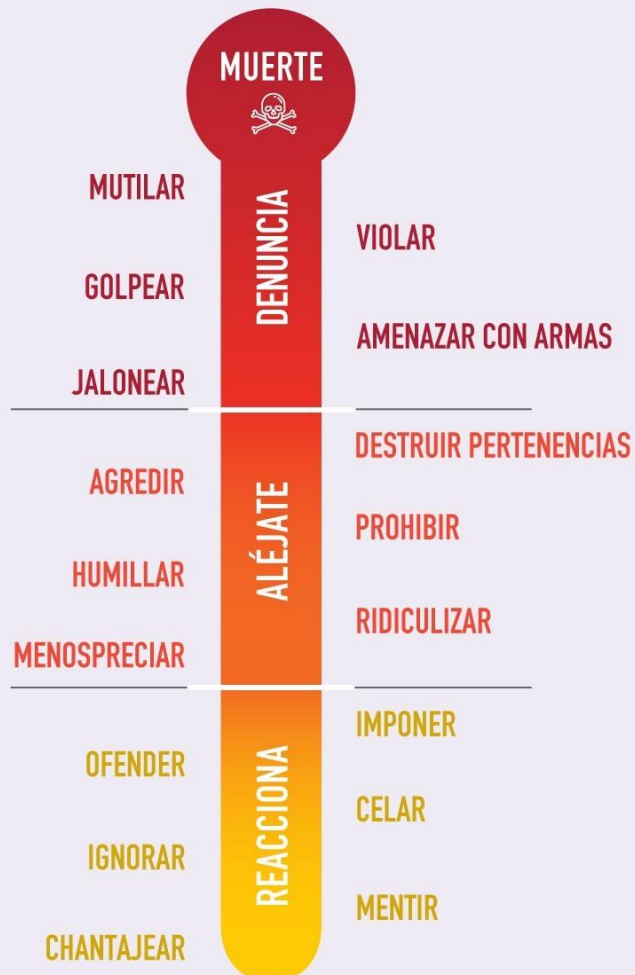 MUERTE
MUTILAR
DENUNCIA
VIOLAR
GOLPEAR
AMENAZAR CON ARMAS
JALONEAR
DESTRUIR PERTENENCIAS
AGREDIR
ALÉJATE
PROHIBIR
HUMILLAR
RIDICULIZAR
MENOSPRECIAR
IMPONER
OFENDER
REACCIONA
CELAR
IGNORAR
MENTIR
CHANTAJEAR